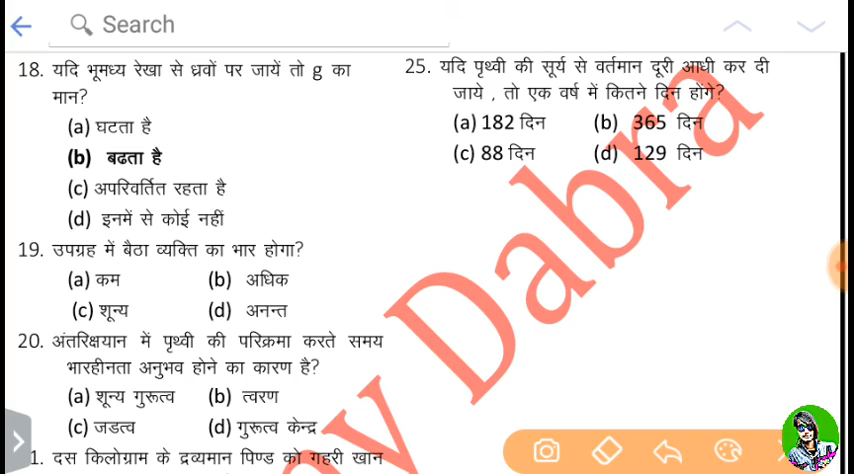 Search
18. यदि भूमध्य रेखा से ध्रवों पर जायें तो g का
मान?
(a) घटता है
(b) बढता है
(c) अपरिवर्तित रहता है
(d) इनमें से कोई नहीं
19. उपग्रह में बैठा व्यक्ति का भार होगा?
(a) कम (b) अधिक
(c) शून्य (d) अनन्त
20. अंतरिक्षयान में पृथ्वी की परिक्रमा करते समय
भारहीनता अनुभव होने का कारण है?
(a) शून्य गुरूत्व (b) त्वरण
(c) जडत्व (d) गुरूत्व केन्द्र
1. दस किलोग्राम के द्रव्यमान पिण्ड को गहरी खान
25. यदि पृथ्वी की सूर्य से वर्तमान दूरी आधी कर दी
जाये , तो एक वर्ष में कितने दिन होंगे?
(a) 182 दिन (b) 365 दिन
(c) 88 दिन (d) 129 दिन
v Dabra